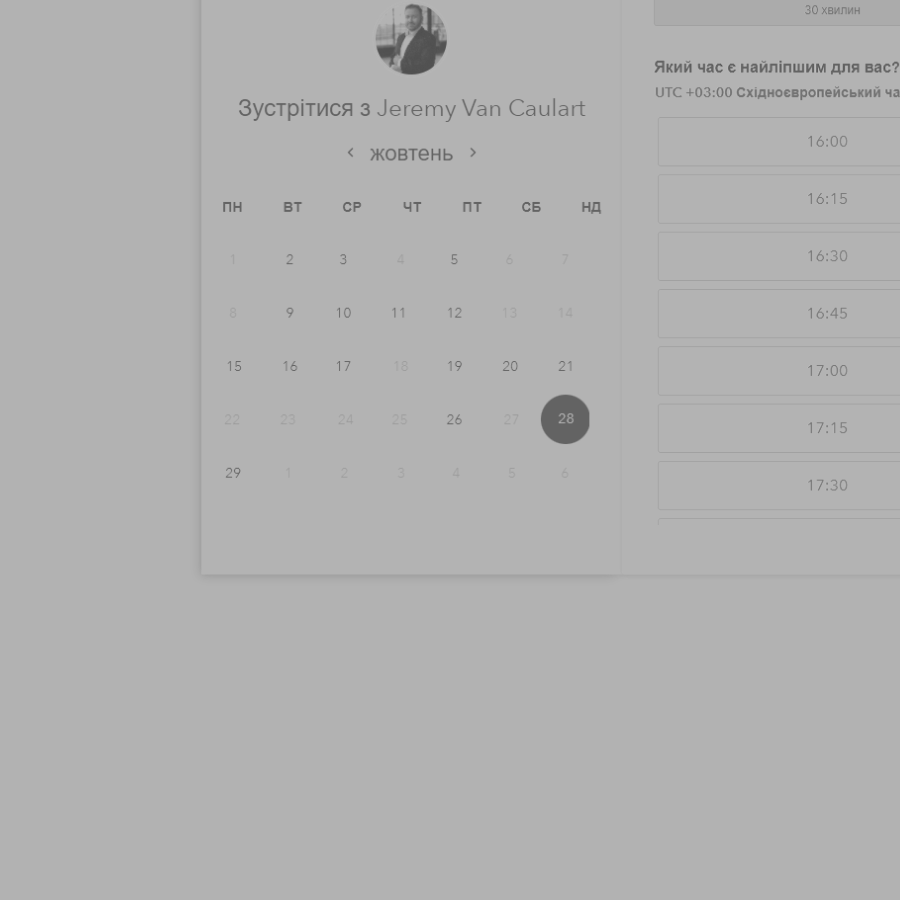 30 хвилин
Який час є найліпшим для вас?
UTC +03:00 Східноєвропейський ча
Зустрітися з Jeremy Van Caulart
жовтень
ПН ВТ СР ЧТ ПТ СБ НД
1 2 3 4 5 6 7
8 9 10 11 12 13 14
15 16 17 18 19 20 21
22 23 24 25 26 27 28
29 1 2 3 4 5 6
16:00
16:15
16:30
16:45
17:00
17:15
17:30